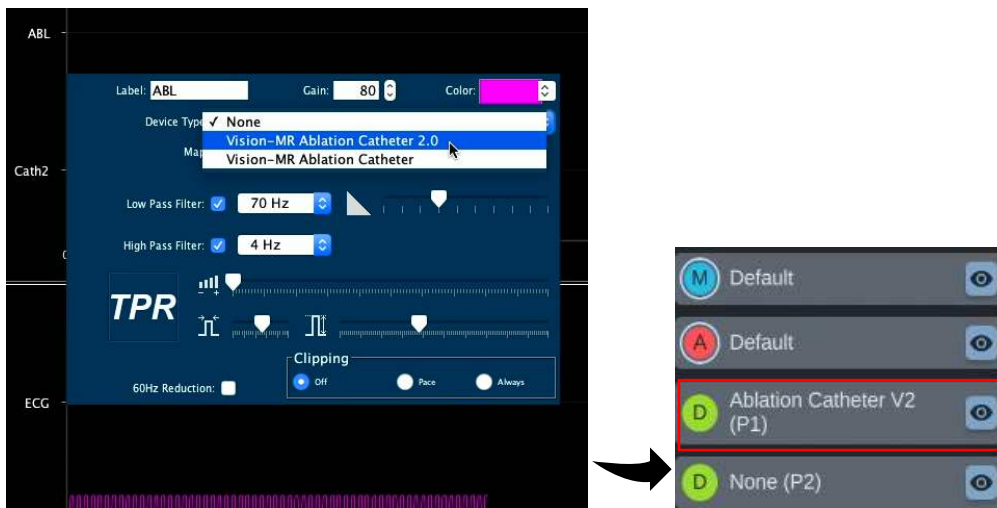 ABL
Label: ABL Gain: 80 Color:
Device Type ✓ None
Vision-MR Ablation Catheter 2.0
Map
Vision-MR Ablation Catheter
Cath2
Low Pass Filter: 70 Hz
High Pass Filter: 4 Hz
TPR
- +
Clipping
Off Pace Always
60Hz Reduction:
ECG
M Default
A Default
D Ablation Catheter V2
(P1)
D None (P2)